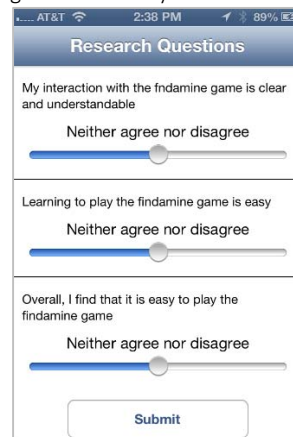 AT&T 2:38 PM 89%
Research Questions
My interaction with the fndamine game is clear
and understandable
Neither agree nor disagree
Learning to play the findamine game is easy
Neither agree nor disagree
Overall, I find that it is easy to play the
findamine game
Neither agree nor disagree
Submit